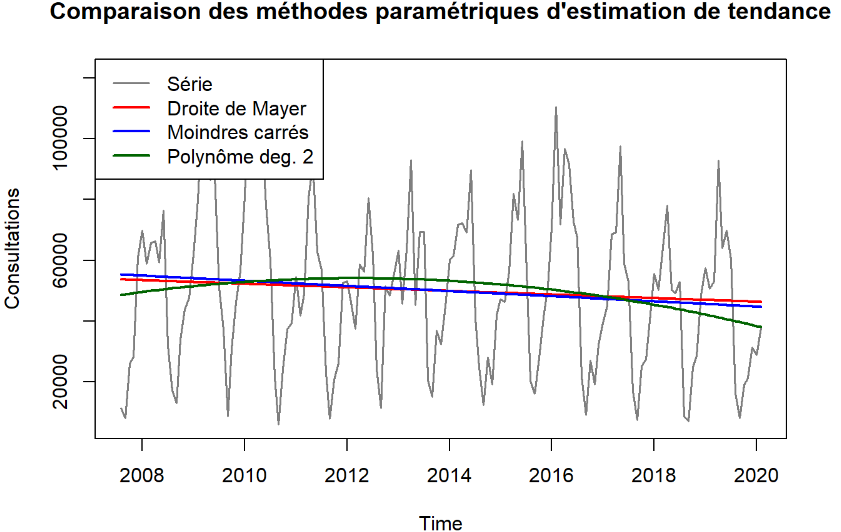 Comparaison des méthodes paramétriques d'estimation de tendance
Série
Droite de Mayer
Moindres carrés
Polynôme deg. 2
Consultations
100000
60000
20000
2008 2010 2012 2014 2016 2018 2020
Time